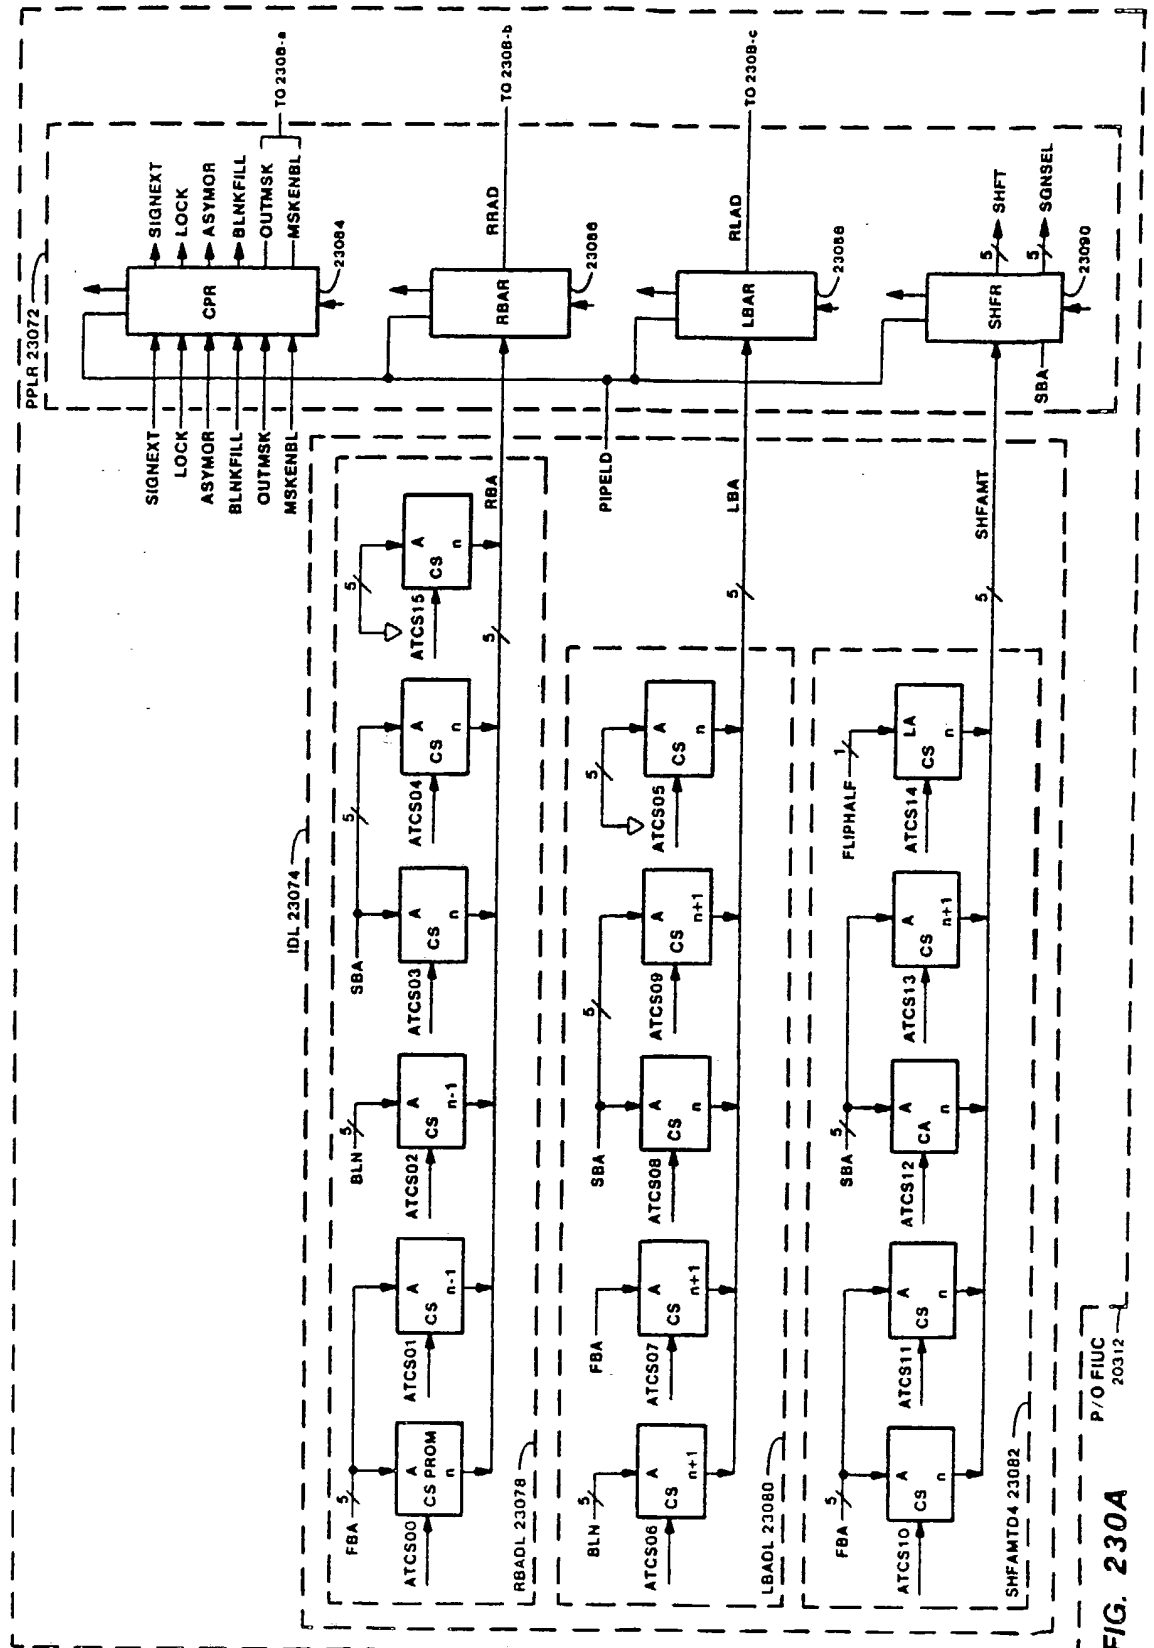 PPLR 23072
SIGNEXT
LOCK
ASYMOR
BLNKFILL
OUTMSK
MSKENBL
CPR
23084
SIGNEXT
LOCK
ASYMOR
BLNKFILL
OUTMSK
MSKENBL
TO 230B-a
RBAR
23086
RRAD
TO 230B-b
PIPELD
LBAR
23088
RLAD
TO 230B-c
SHFR
SBA
23090
5
SHFT
5
SGNSEL
IDL 23074
FBA
5
ATCS00
A
CS PROM
n
ATCS01
A
CS
n-1
BLN
5
ATCS02
A
CS
n-1
SBA
ATCS03
A
CS
n
5
ATCS04
A
CS
n
5
ATCS15
A
CS
n
5
RBA
RBADL 23078
BLN
5
ATCS06
A
CS
n+1
FBA
ATCS07
A
CS
n+1
SBA
ATCS08
A
CS
n
5
ATCS09
A
CS
n+1
5
ATCS05
A
CS
n
5
LBA
LBADL 23080
FBA
5
ATCS10
A
CS
n
ATCS11
A
CS
n
SBA
5
ATCS12
A
CA
n
ATCS13
A
CS
n+1
FLIPHALF
1
ATCS14
LA
CS
n
5
SHFAMT
SHFAMTD4 23082
P/O FIUC
20312
FIG. 230A